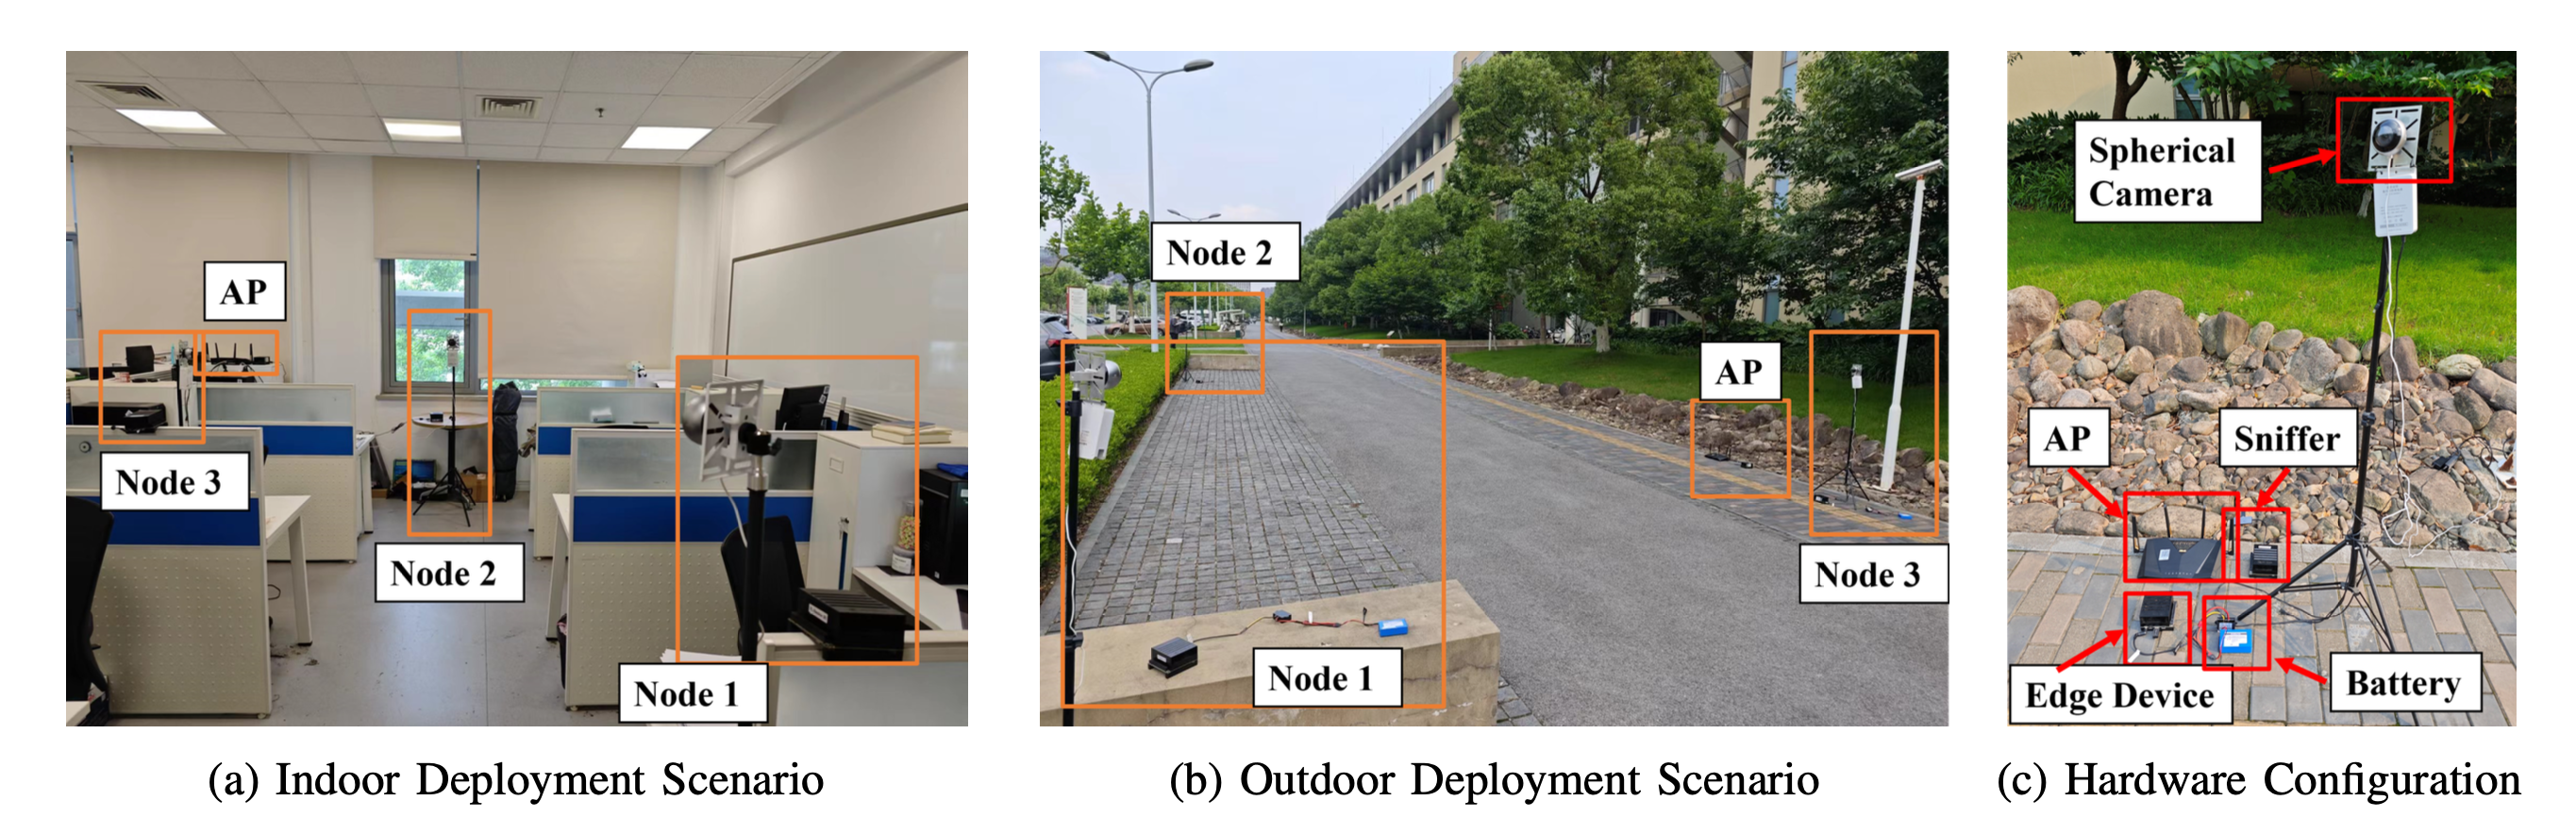 AP
Node 3
Node 2
Node 1
(a) Indoor Deployment Scenario
Node 2
AP
Node 3
Node 1
(b) Outdoor Deployment Scenario
Spherical
Camera
AP
Sniffer
Edge Device
Battery
(c) Hardware Configuration